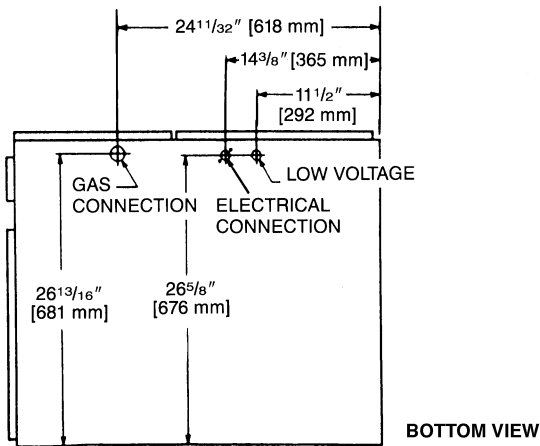 24 11/32" [618 mm]
14 3/8" [365 mm]
11 1/2"
[292 mm]
GAS
CONNECTION
ELECTRICAL
CONNECTION
LOW VOLTAGE
26 13/16"
[681 mm]
26 5/8"
[676 mm]
BOTTOM VIEW